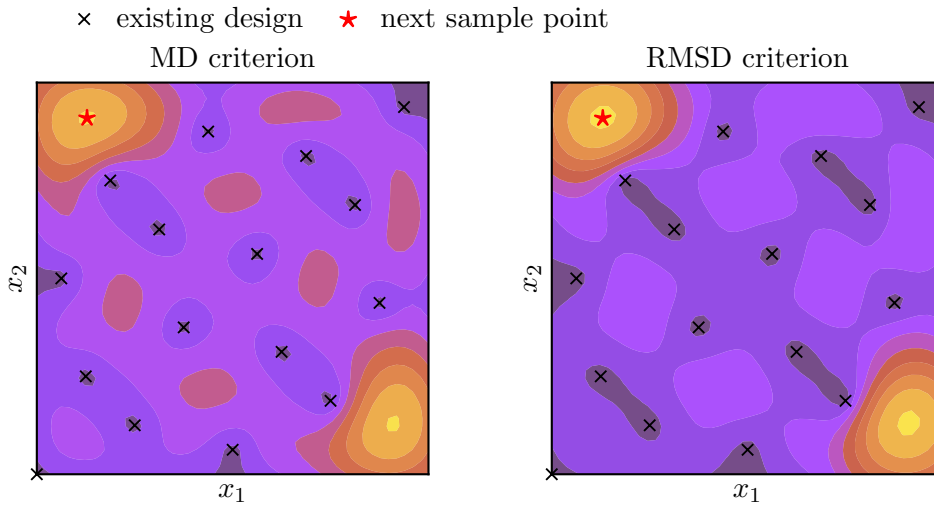 existing design next sample point
MD criterion RMSD criterion
x₂ x₂
x₁ x₁